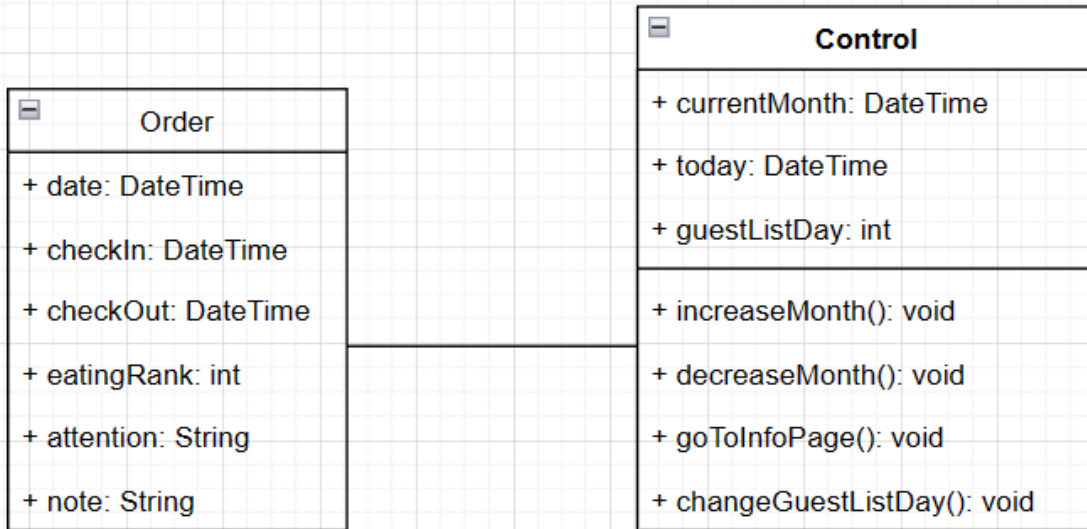 Order
+ date: DateTime
+ checkIn: DateTime
+ checkOut: DateTime
+ eatingRank: int
+ attention: String
+ note: String
Control
+ currentMonth: DateTime
+ today: DateTime
+ guestListDay: int
+ increaseMonth(): void
+ decreaseMonth(): void
+ goToInfoPage(): void
+ changeGuestListDay(): void